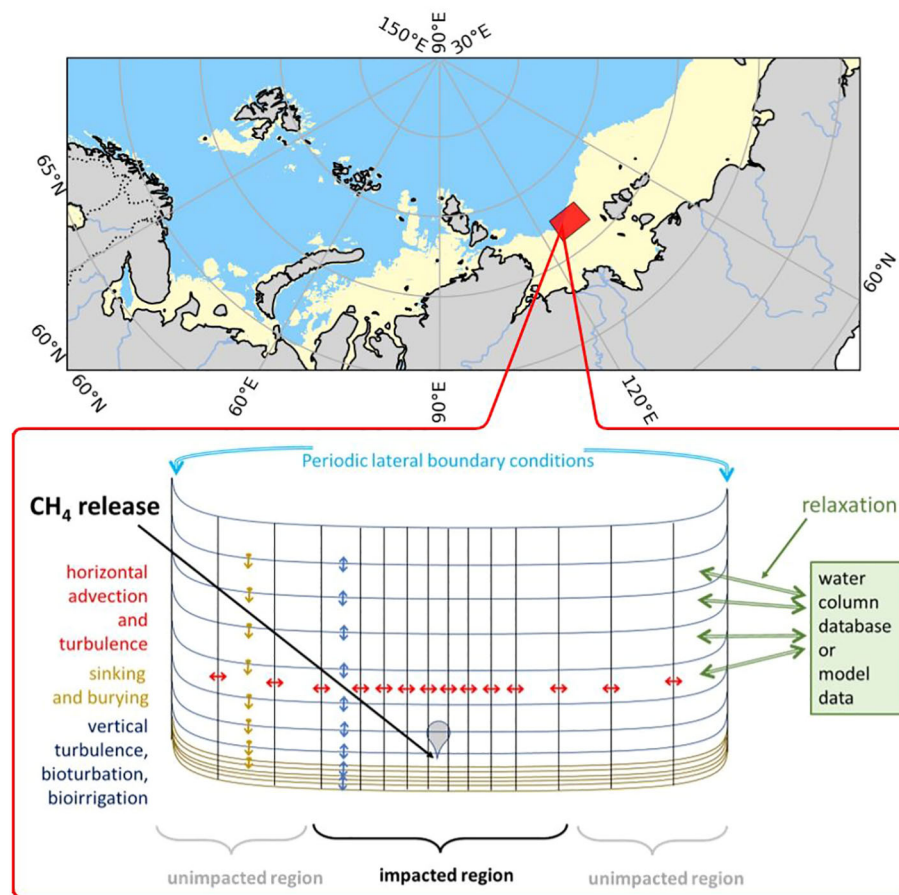 150°E
90°E
30°E
65°N
60°N
60°N
60°E
90°E
120°E
60°N
Periodic lateral boundary conditions
CH₄ release
relaxation
horizontal
advection
and
turbulence
sinking
and burying
vertical
turbulence,
bioturbation,
bioirrigation
water
column
database
or
model
data
unimpacted region
impacted region
unimpacted region